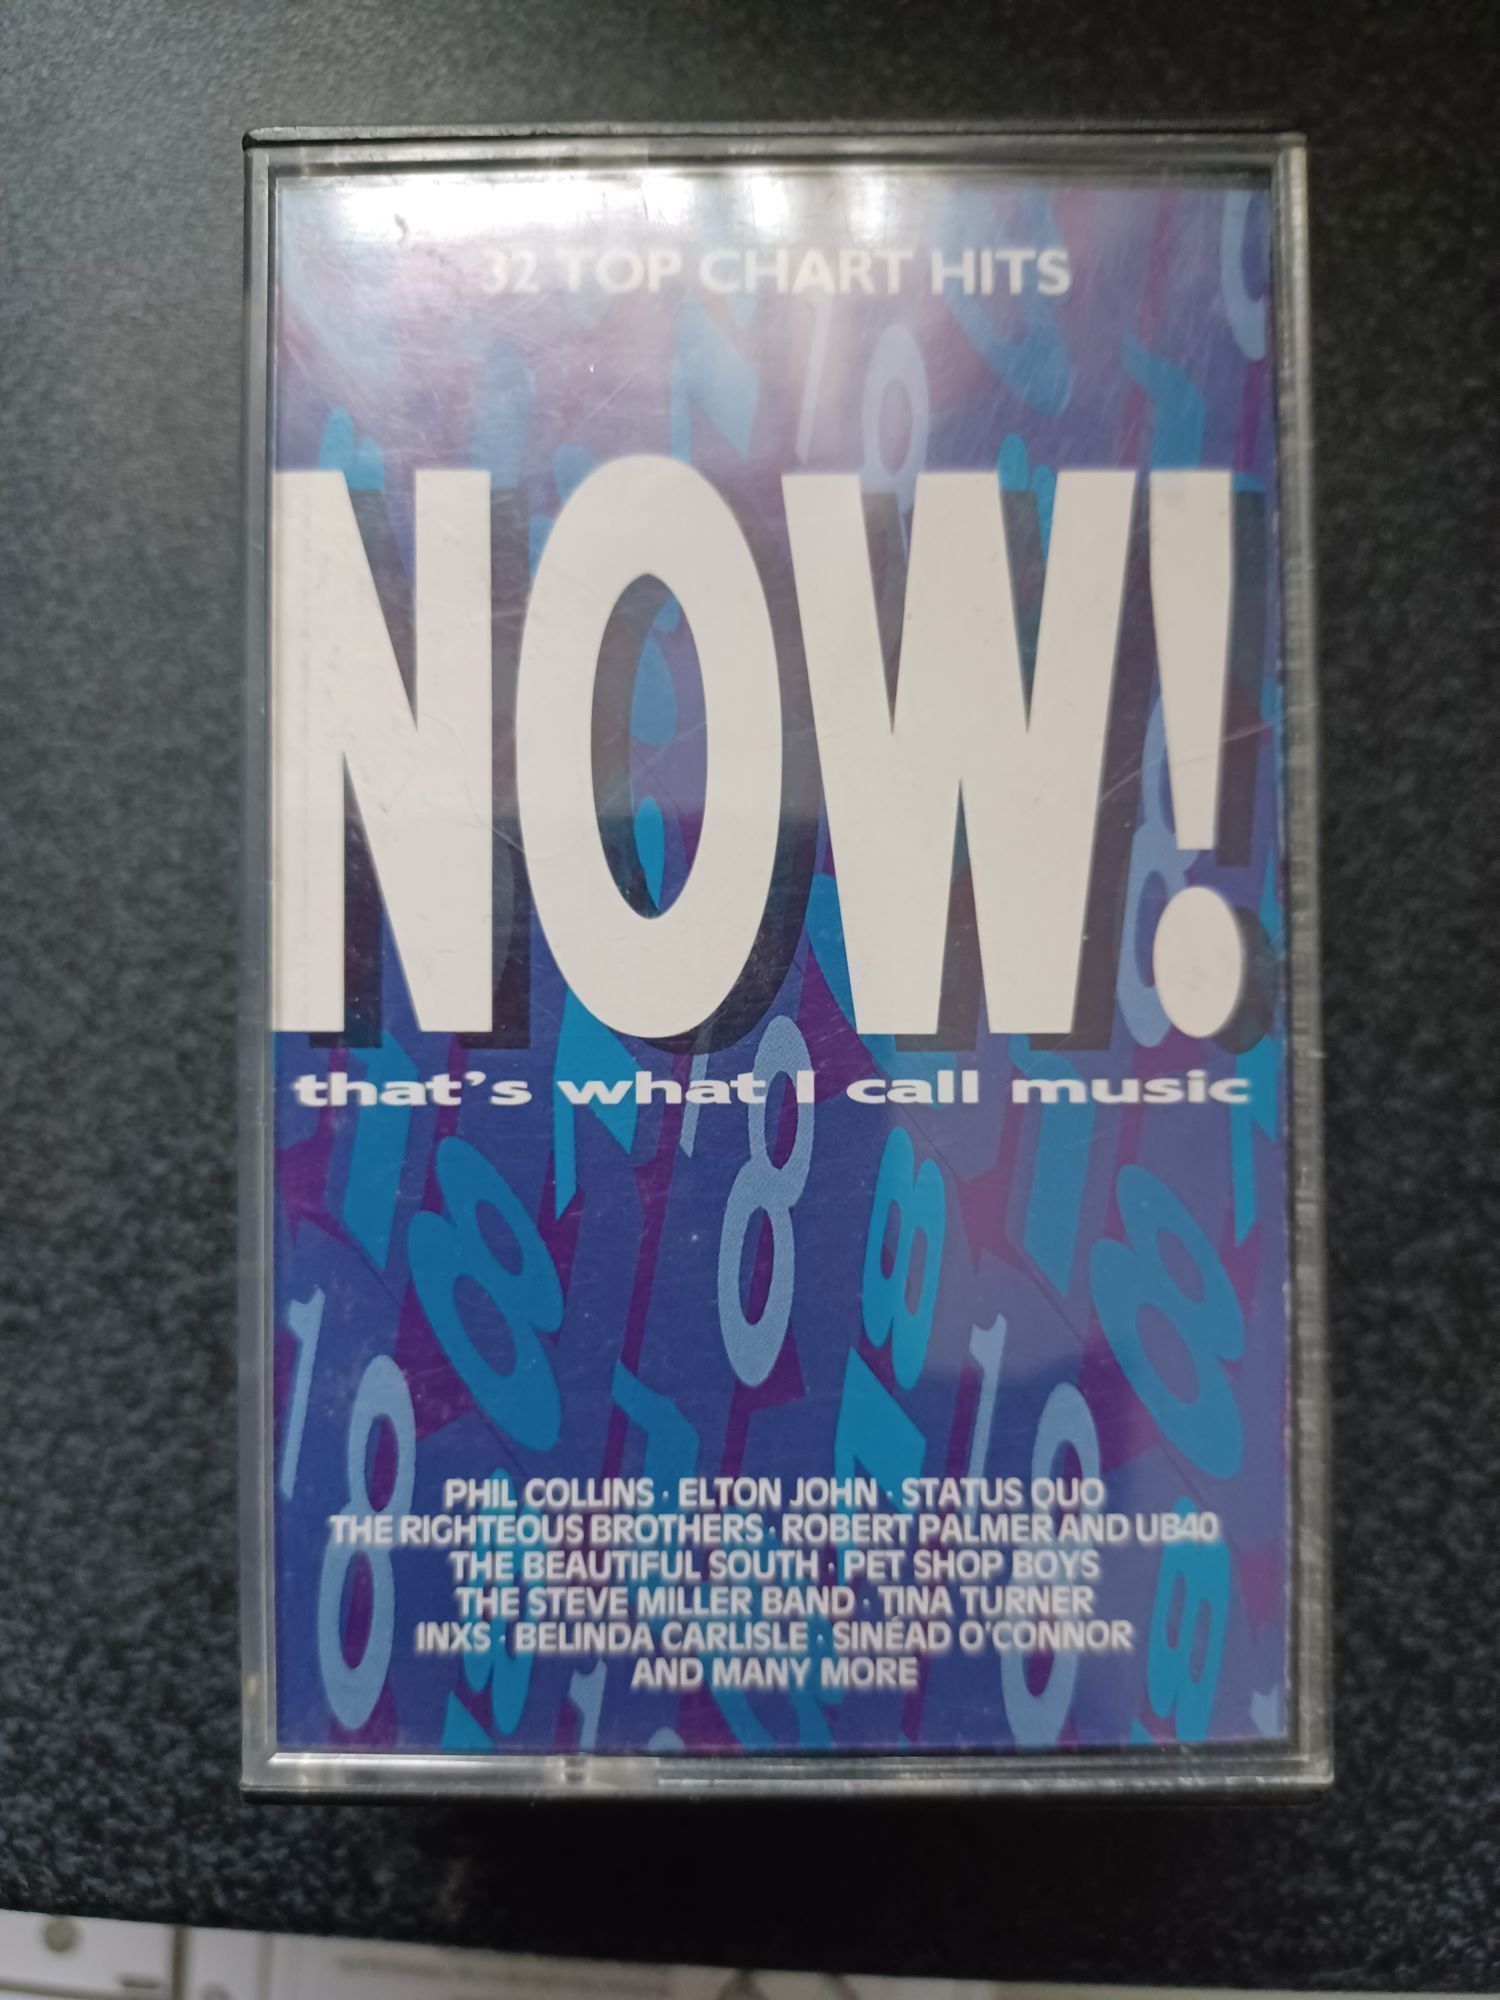 32 TOP CHART HITS
NOW!
that's what I call music
PHIL COLLINS · ELTON JOHN · STATUS QUO
THE RIGHTEOUS BROTHERS · ROBERT PALMER AND UB40
THE BEAUTIFUL SOUTH · PET SHOP BOYS
THE STEVE MILLER BAND · TINA TURNER
INXS · BELINDA CARLISLE · SINÉAD O'CONNOR
AND MANY MORE